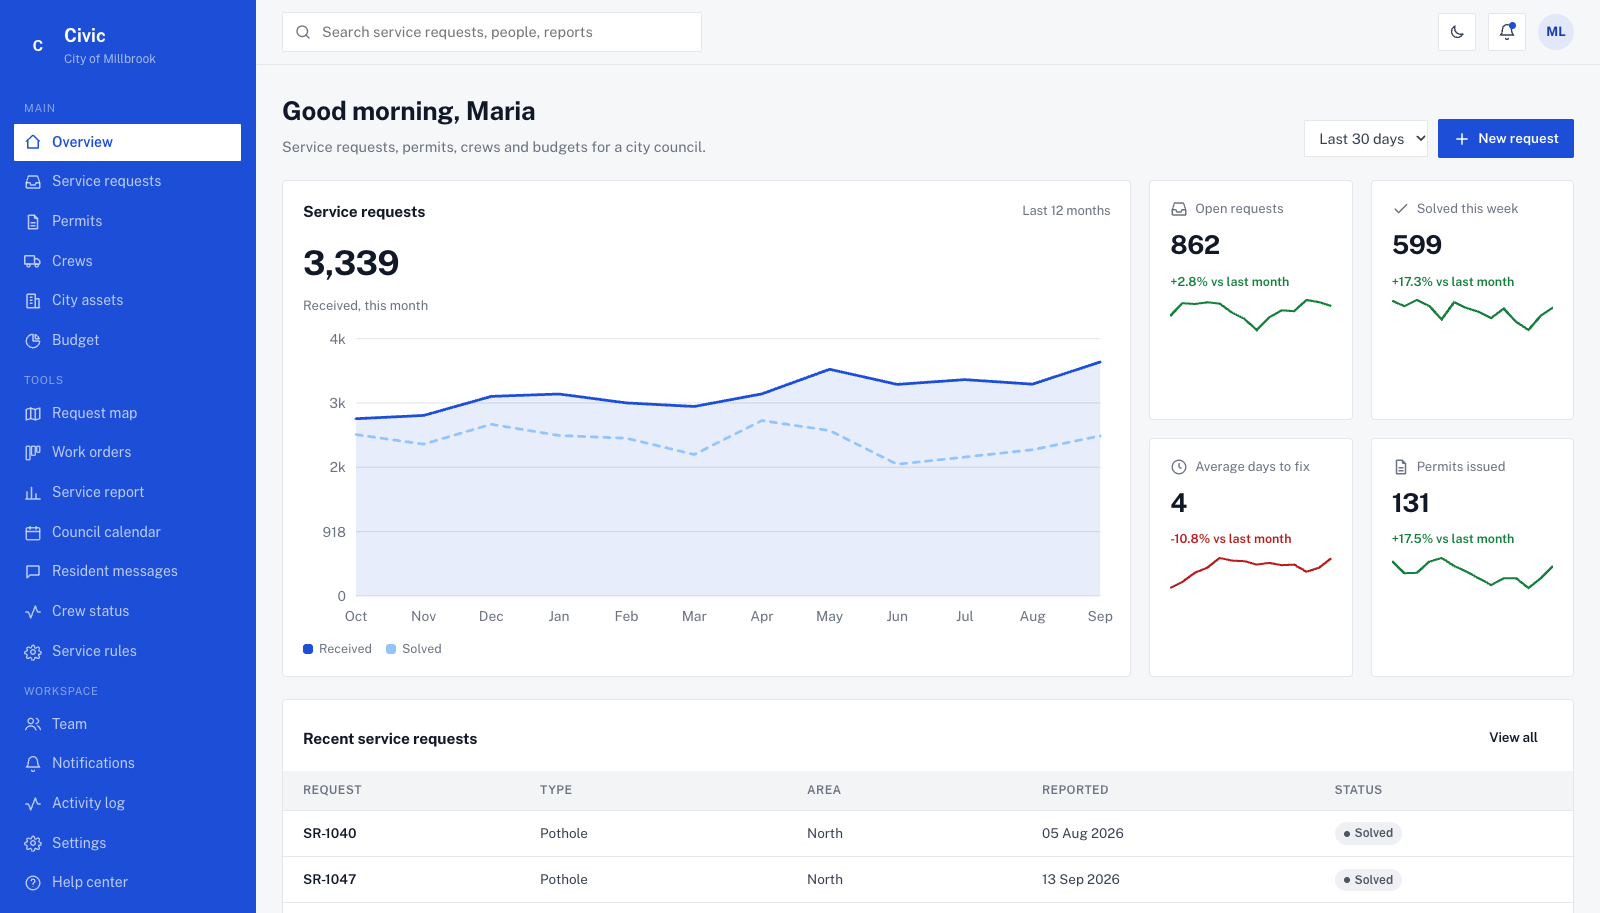 C
Civic
City of Millbrook
MAIN
Overview
Service requests
Permits
Crews
City assets
Budget
TOOLS
Request map
Work orders
Service report
Council calendar
Resident messages
Crew status
Service rules
WORKSPACE
Team
Notifications
Activity log
Settings
Help center
Search service requests, people, reports
ML
Good morning, Maria
Service requests, permits, crews and budgets for a city council.
Last 30 days
New request
Service requests
Last 12 months
3,339
Received, this month
4k
3k
2k
918
0
Oct Nov Dec Jan Feb Mar Apr May Jun Jul Aug Sep
Received Solved
Open requests
862
+2.8% vs last month
Solved this week
599
+17.3% vs last month
Average days to fix
4
-10.8% vs last month
Permits issued
131
+17.5% vs last month
Recent service requests
View all
REQUEST TYPE AREA REPORTED STATUS
SR-1040 Pothole North 05 Aug 2026 Solved
SR-1047 Pothole North 13 Sep 2026 Solved